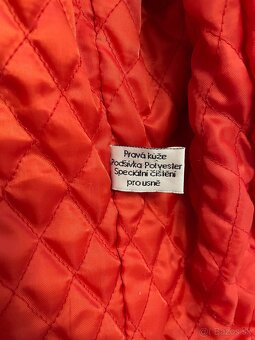 Pravá kůže
Podšívka Polyester
Speciální čištění
pro usně